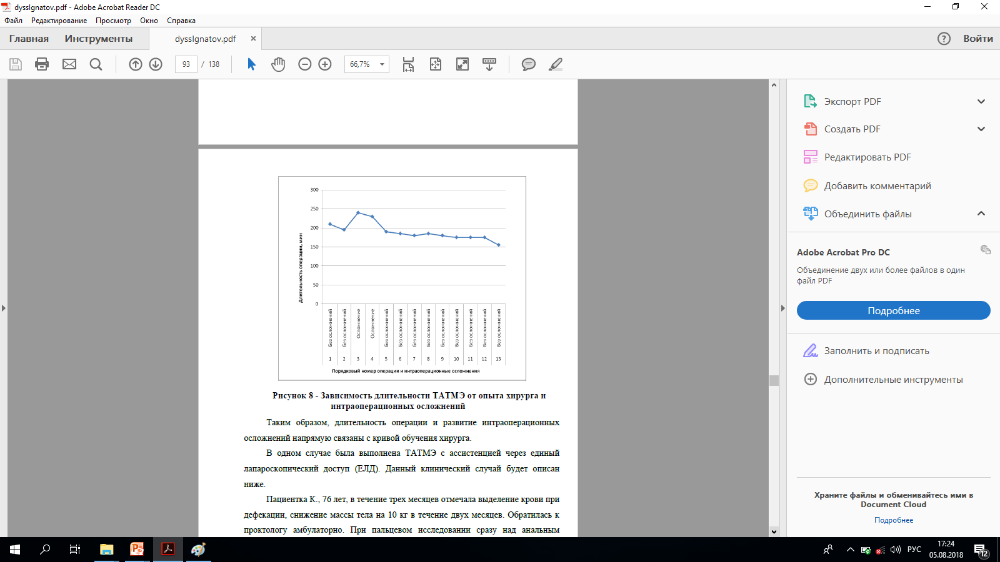 dyssIgnatov.pdf - Adobe Acrobat Reader DC
Файл Редактирование Просмотр Окно Справка
Главная Инструменты dyssIgnatov.pdf × Войти
93 / 138 66,7%
300
250
200
150
100
50
0
Длительность операции, мин
Без осложнений Без осложнений Осложнение Осложнение Без осложнений Без осложнений Без осложнений Без осложнений Без осложнений Без осложнений Без осложнений Без осложнений Без осложнений
1 2 3 4 5 6 7 8 9 10 11 12 13
Порядковый номер операции и интраоперационные осложнения
Рисунок 8 - Зависимость длительности ТАТМЭ от опыта хирурга и
интраоперационных осложнений
Таким образом, длительность операции и развитие интраоперационных
осложнений напрямую связаны с кривой обучения хирурга.
В одном случае была выполнена ТАТМЭ с ассистенцией через единый
лапароскопический доступ (ЕЛД). Данный клинический случай будет описан
ниже.
Пациентка К., 76 лет, в течение трех месяцев отмечала выделение крови при
дефекации, снижение массы тела на 10 кг в течение двух месяцев. Обратилась к
проктологу амбулаторно. При пальцевом исследовании сразу над анальным
Экспорт PDF
Создать PDF
Редактировать PDF
Добавить комментарий
Объединить файлы
Adobe Acrobat Pro DC
Объединение двух или более файлов в один
файл PDF
Подробнее
Заполнить и подписать
Дополнительные инструменты
Храните файлы и обменивайтесь ими в
Document Cloud
Подробнее
РУС
17:24
05.08.2018
12